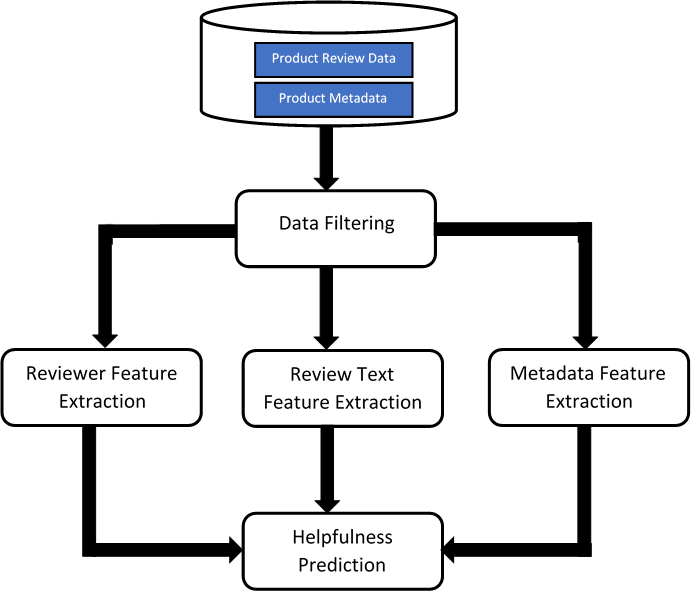 Product Review Data
Product Metadata
Data Filtering
Reviewer Feature
Extraction
Review Text
Feature Extraction
Metadata Feature
Extraction
Helpfulness
Prediction